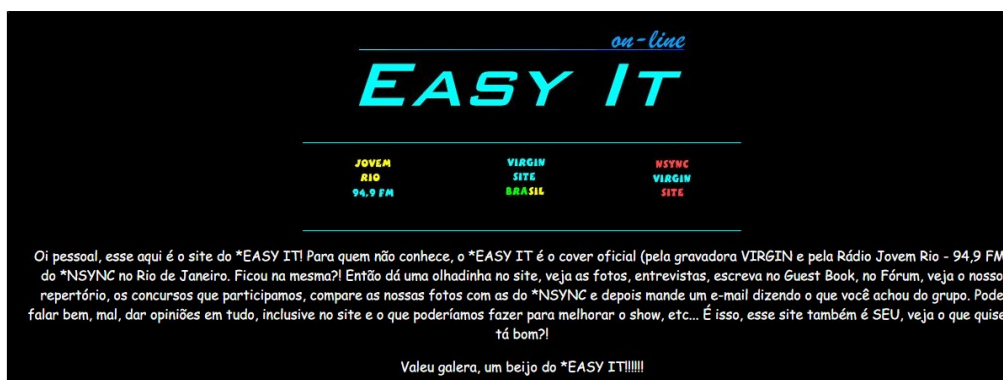 on-line
EASY IT
JOVEM
RIO
94,9 FM
VIRGIN
SITE
BRASIL
NSYNC
VIRGIN
SITE
Oi pessoal, esse aqui é o site do *EASY IT! Para quem não conhece, o *EASY IT é o cover oficial (pela gravadora VIRGIN e pela Rádio Jovem Rio - 94,9 FM
do *NSYNC no Rio de Janeiro. Ficou na mesma?! Então dá uma olhadinha no site, veja as fotos, entrevistas, escreva no Guest Book, no Fórum, veja o nosso
repertório, os concursos que participamos, compare as nossas fotos com as do *NSYNC e depois mande um e-mail dizendo o que você achou do grupo. Pode
falar bem, mal, dar opiniões em tudo, inclusive no site e o que poderíamos fazer para melhorar o show, etc... É isso, esse site também é SEU, veja o que quise
tá bom?!
Valeu galera, um beijo do *EASY IT!!!!!!